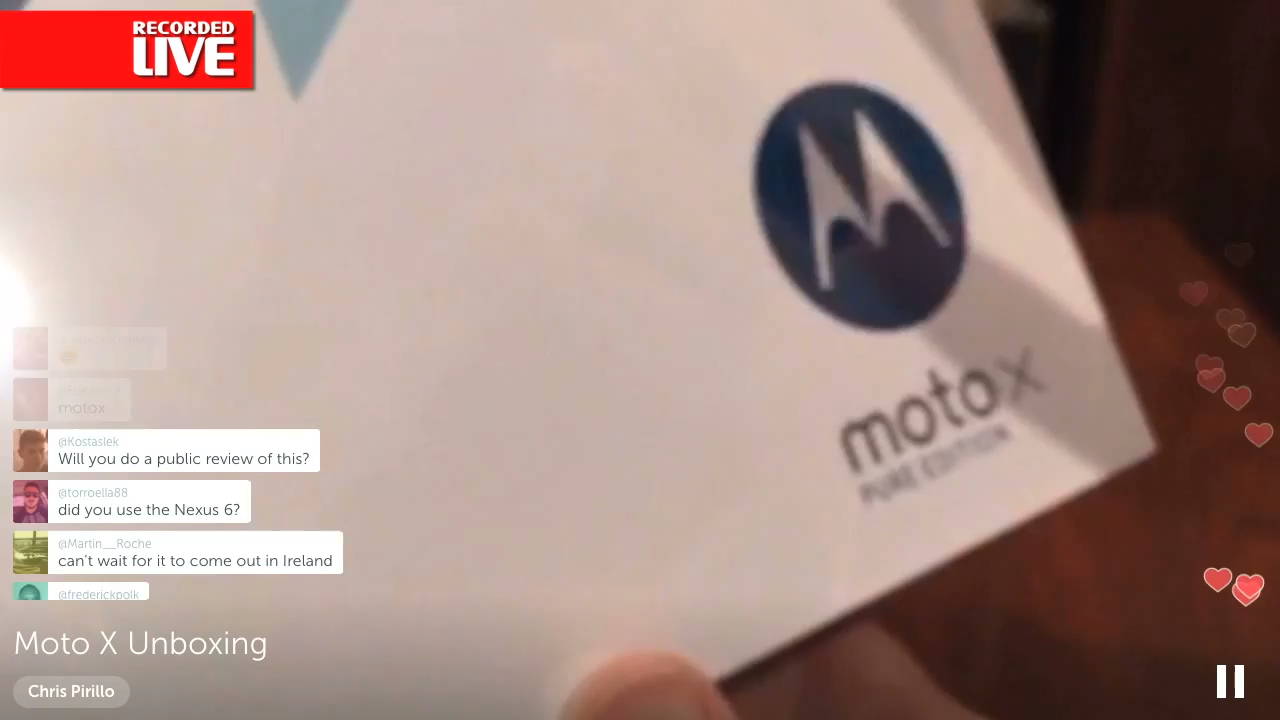 RECORDED
LIVE
moto x
PURE EDITION
motox
@Kostaslek
Will you do a public review of this?
@torroella88
did you use the Nexus 6?
@Martin__Roche
can't wait for it to come out in Ireland
@frederickpolk
Moto X Unboxing
Chris Pirillo